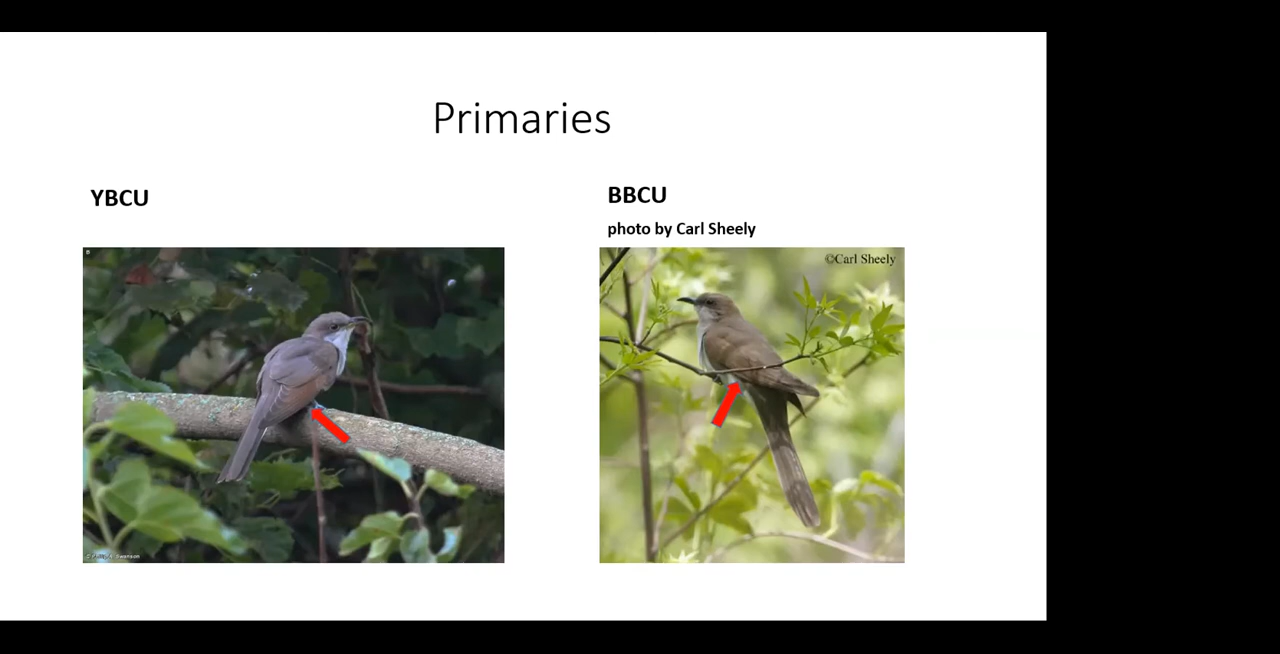 Primaries
YBCU
BBCU
photo by Carl Sheely
©Carl Sheely